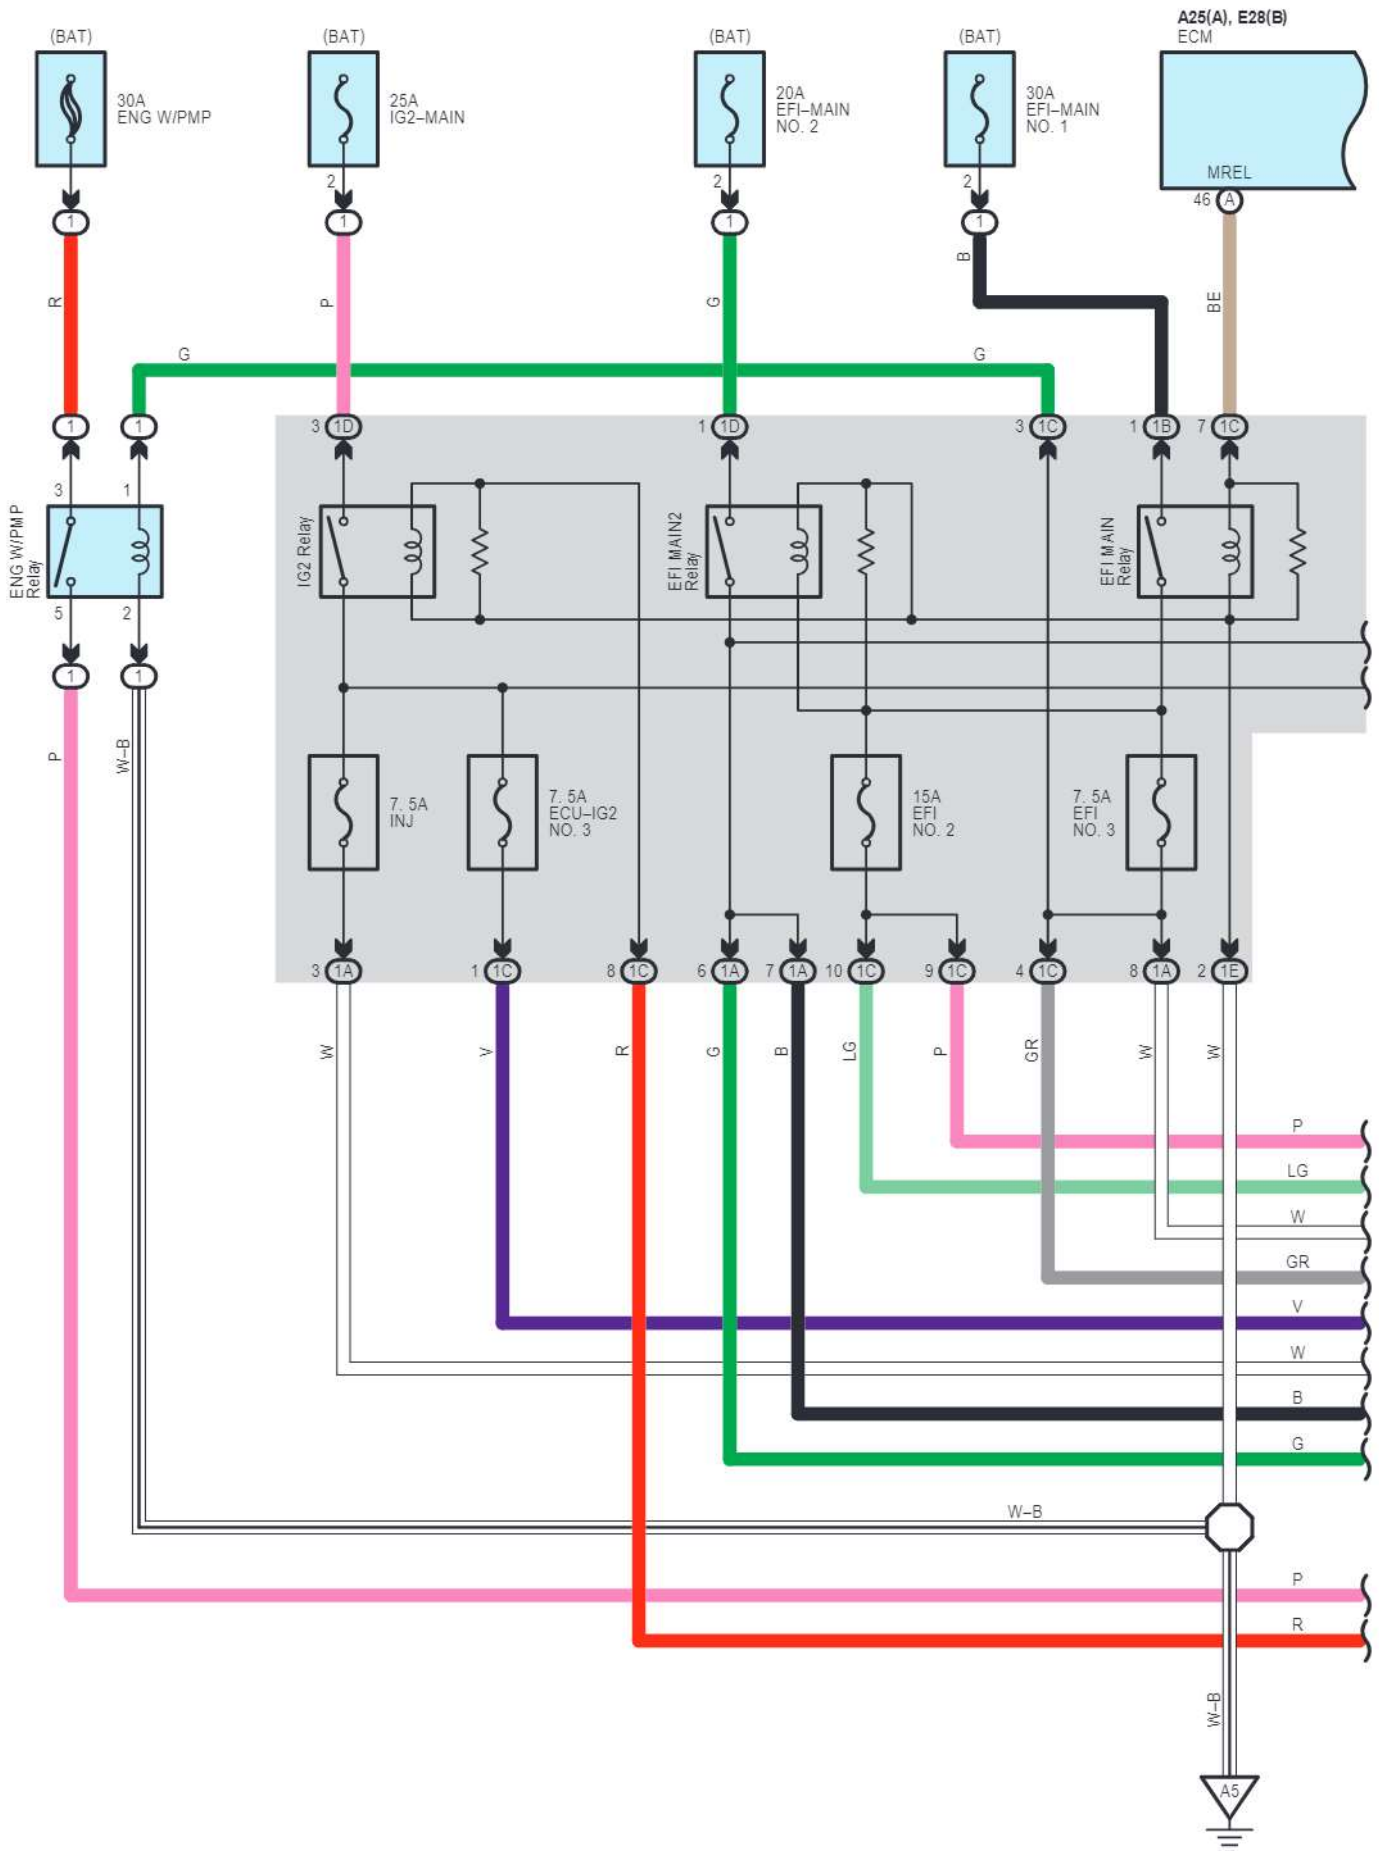 A25(A), E28(B)
ECM
(BAT)
(BAT)
(BAT)
(BAT)
30A
ENG W/PMP
25A
IG2–MAIN
20A
EFI–MAIN
NO. 2
30A
EFI–MAIN
NO. 1
MREL
2
2
2
46
A
1
1
1
1
R
P
G
B
BE
G
G
1
1
3
1D
1
1D
3
1C
1
1B
7
1C
3
1
ENG W/PMP
Relay
IG2 Relay
EFI MAIN2
Relay
EFI MAIN
Relay
5
2
1
1
P
W–B
7. 5A
INJ
7. 5A
ECU–IG2
NO. 3
15A
EFI
NO. 2
7. 5A
EFI
NO. 3
3
1A
1
1C
8
1C
6
1A
7
1A
10
1C
9
1C
4
1C
8
1A
2
1E
W
V
R
G
B
LG
P
GR
W
W
P
LG
W
GR
V
W
B
G
W–B
P
R
W–B
A5